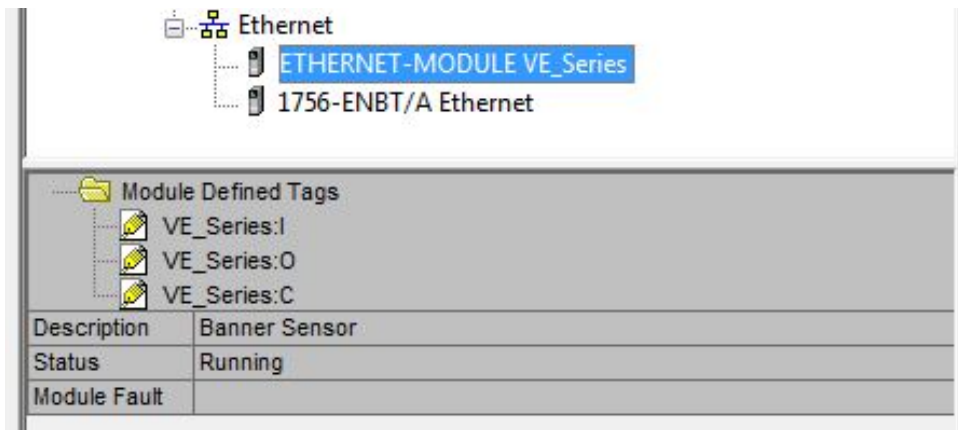 Ethernet
ETHERNET-MODULE VE_Series
1756-ENBT/A Ethernet
Module Defined Tags
VE_Series:I
VE_Series:O
VE_Series:C
Description Banner Sensor
Status Running
Module Fault